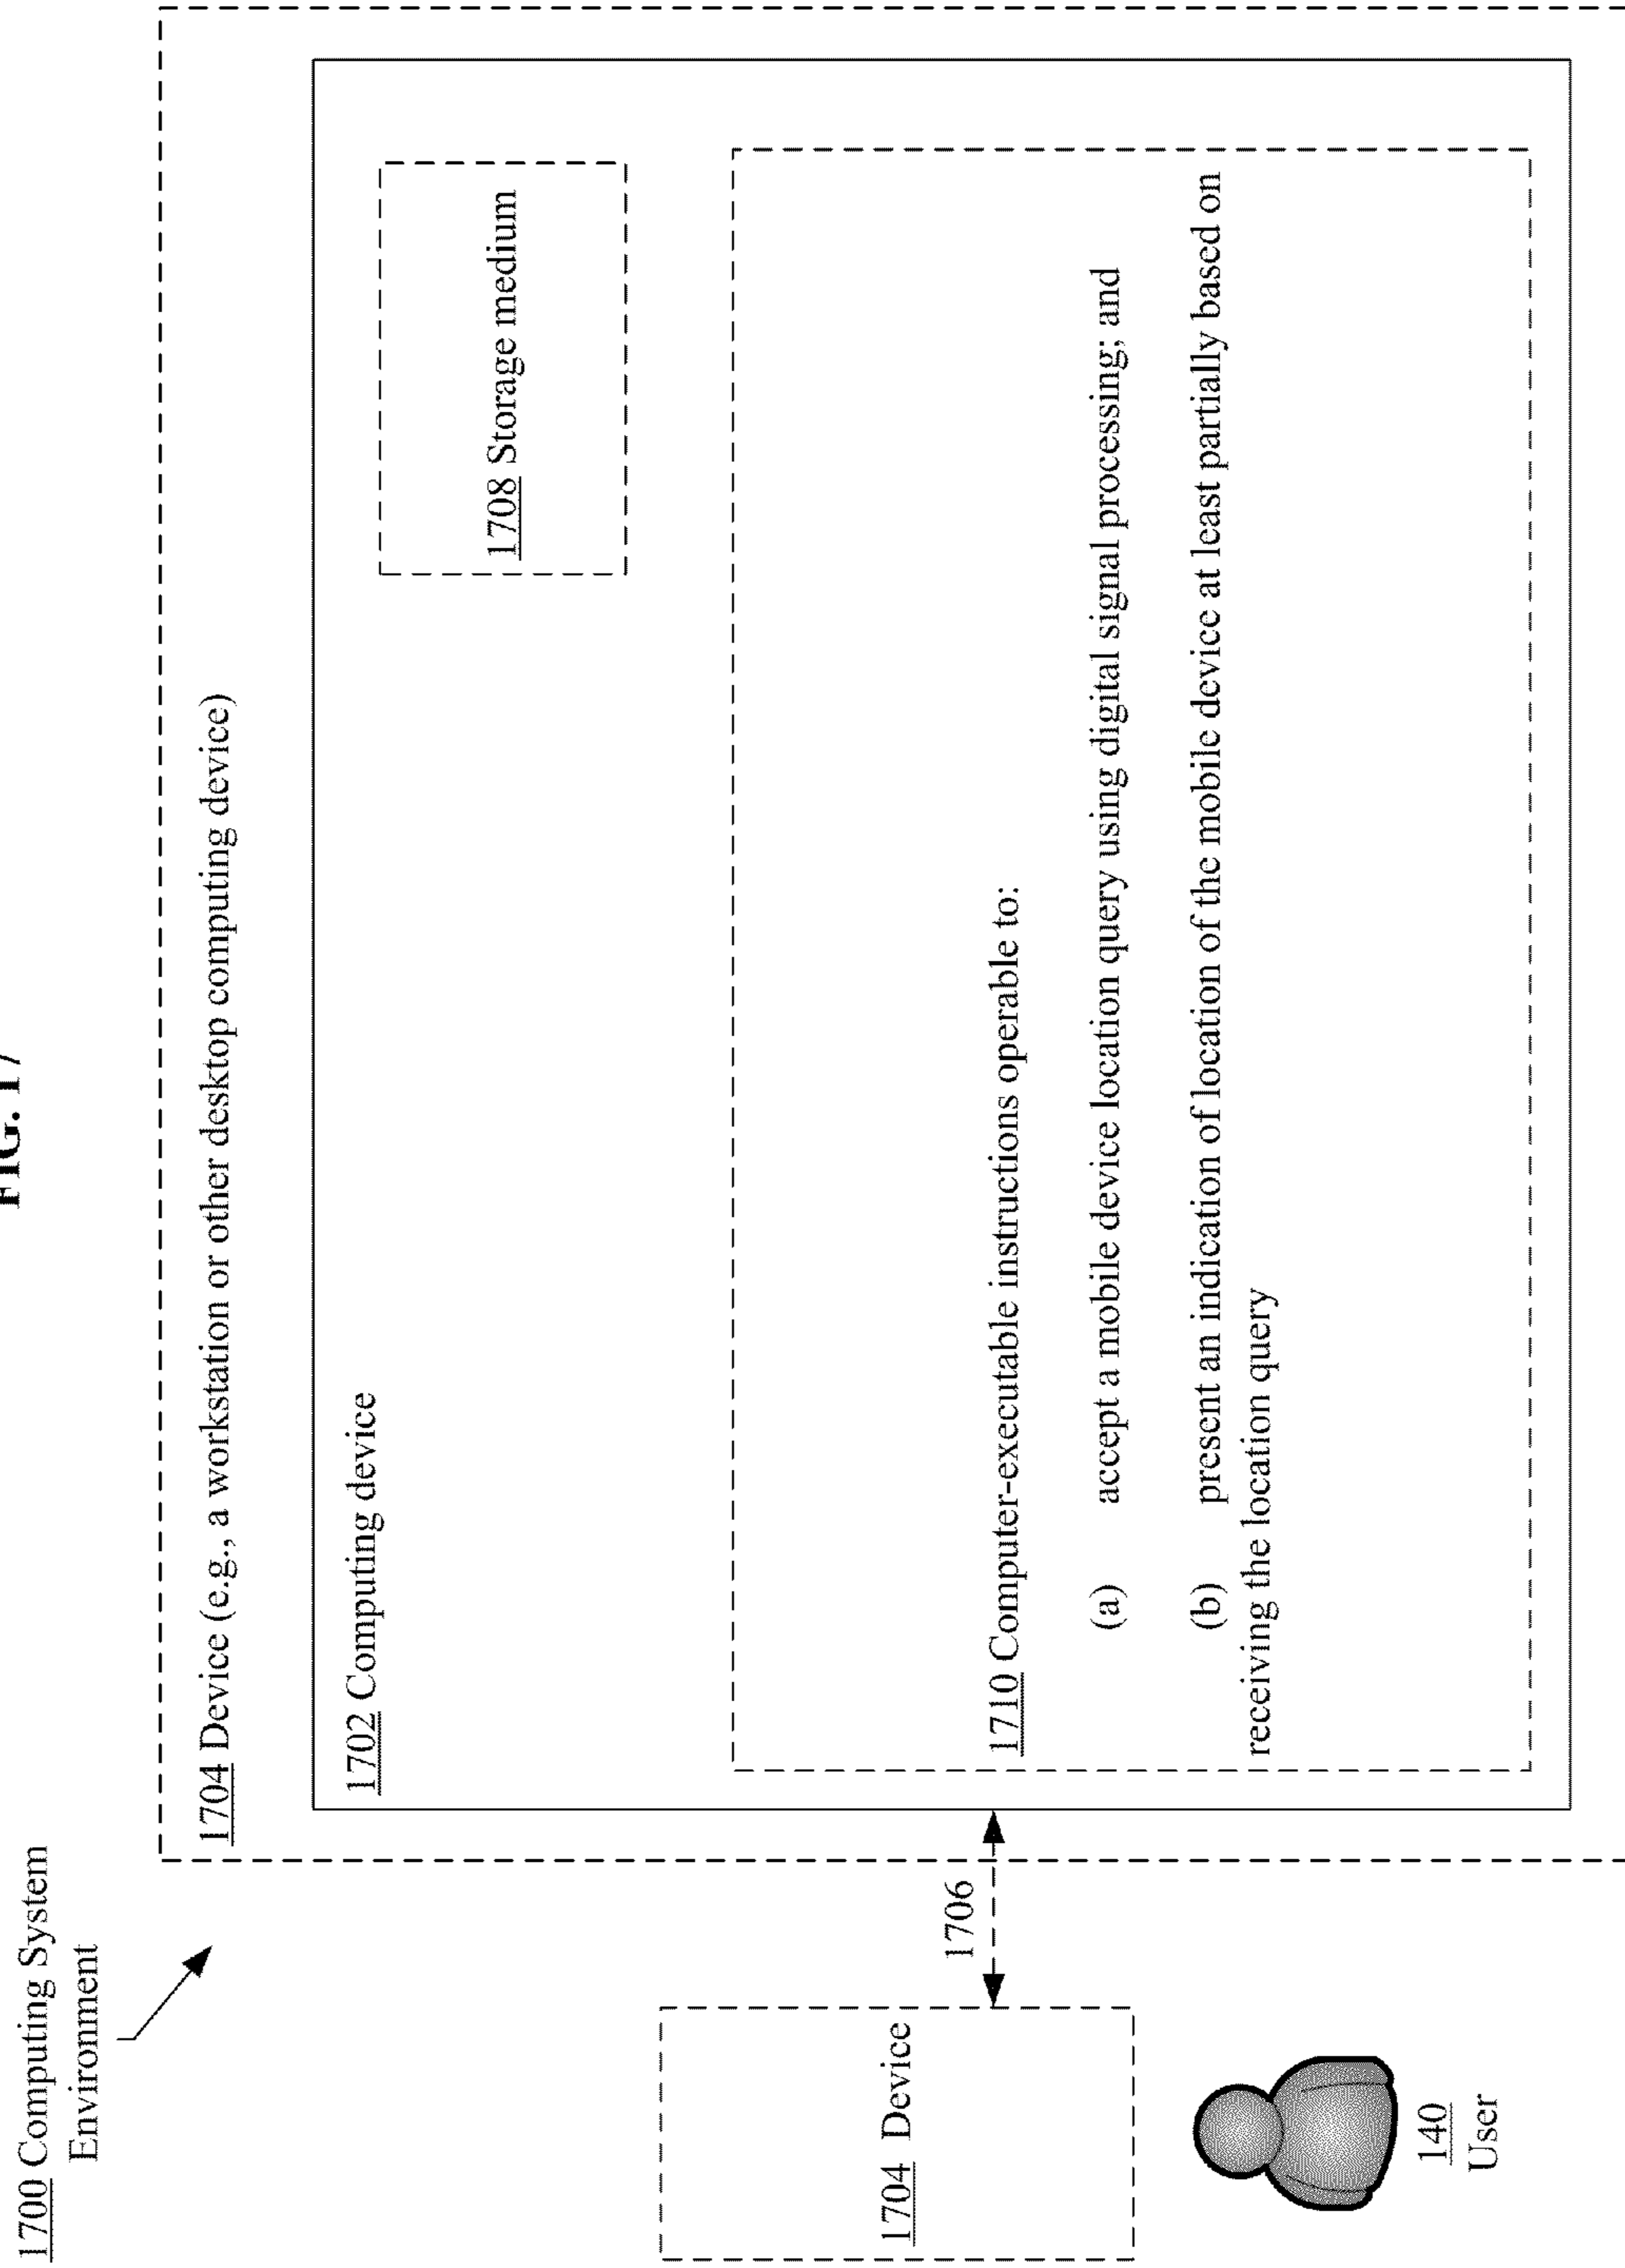 FIG. 17
1700 Computing System
Environment
1704 Device (e.g., a workstation or other desktop computing device)
1702 Computing device
1708 Storage medium
1706
1704 Device
1710 Computer-executable instructions operable to:
(a) accept a mobile device location query using digital signal processing; and
(b) present an indication of location of the mobile device at least partially based on
receiving the location query
140
User